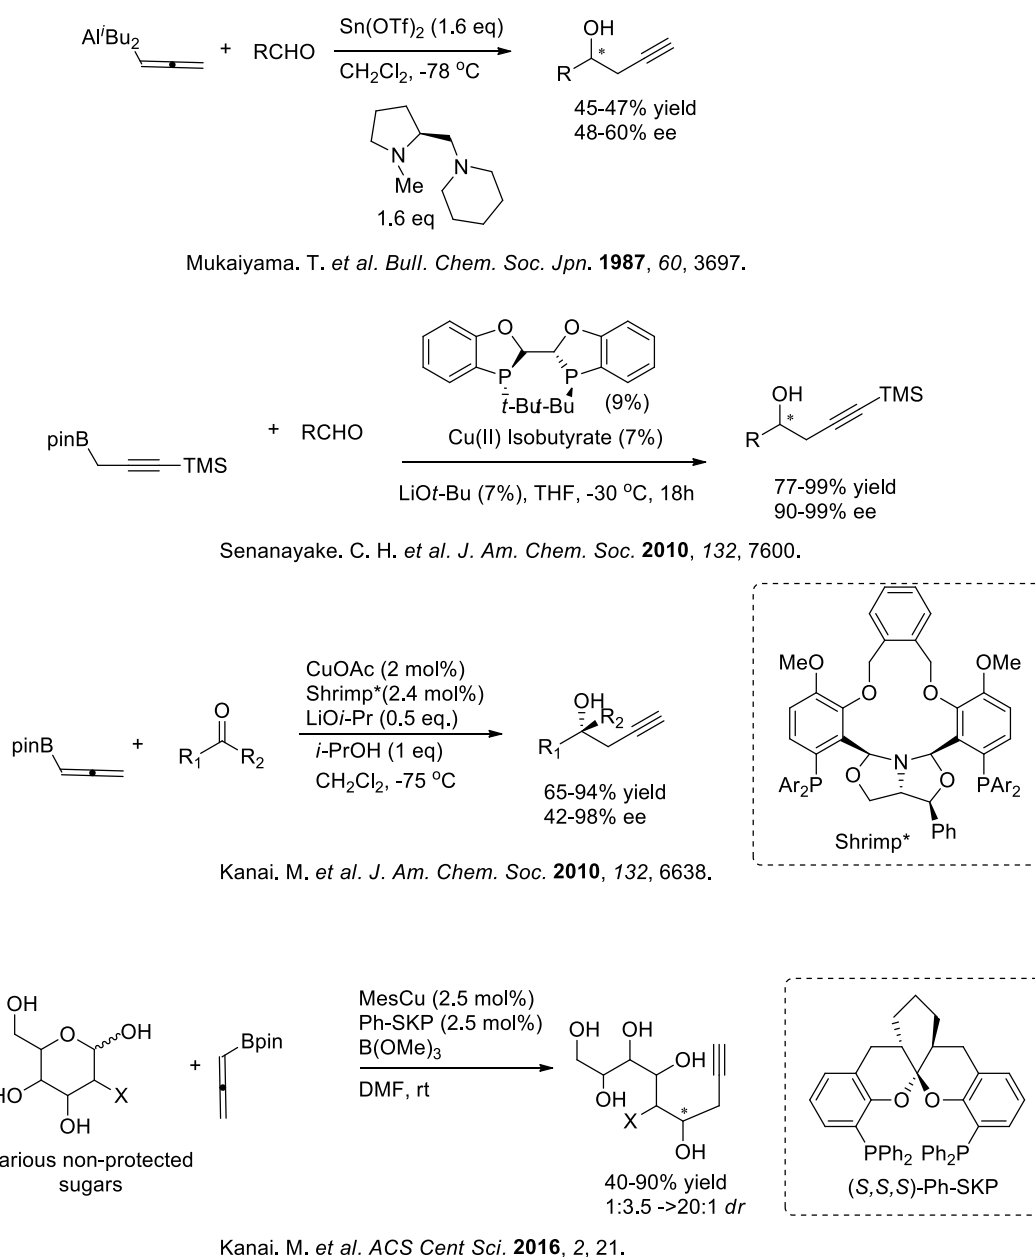 AlⁱBu₂
+
RCHO
Sn(OTf)₂ (1.6 eq)
CH₂Cl₂, -78 ºC
N
Me
N
1.6 eq
OH
*
R
45-47% yield
48-60% ee
Mukaiyama. T. et al. Bull. Chem. Soc. Jpn. 1987, 60, 3697.
pinB
TMS
+
RCHO
O
O
P
P
t-Bu
t-Bu
(9%)
Cu(II) Isobutyrate (7%)
LiOt-Bu (7%), THF, -30 ºC, 18h
OH
*
R
TMS
77-99% yield
90-99% ee
Senanayake. C. H. et al. J. Am. Chem. Soc. 2010, 132, 7600.
pinB
+
O
R₁
R₂
CuOAc (2 mol%)
Shrimp*(2.4 mol%)
LiOi-Pr (0.5 eq.)
i-PrOH (1 eq)
CH₂Cl₂, -75 ºC
OH
R₂
R₁
65-94% yield
42-98% ee
MeO
OMe
O
O
N
O
O
Ar₂P
PAr₂
Ph
Shrimp*
Kanai. M. et al. J. Am. Chem. Soc. 2010, 132, 6638.
OH
O
OH
HO
X
OH
arious non-protected
sugars
+
Bpin
MesCu (2.5 mol%)
Ph-SKP (2.5 mol%)
B(OMe)₃
DMF, rt
OH
OH
OH
OH
X
*
OH
40-90% yield
1:3.5 ->20:1 dr
O
O
PPh₂
Ph₂P
(S,S,S)-Ph-SKP
Kanai. M. et al. ACS Cent Sci. 2016, 2, 21.